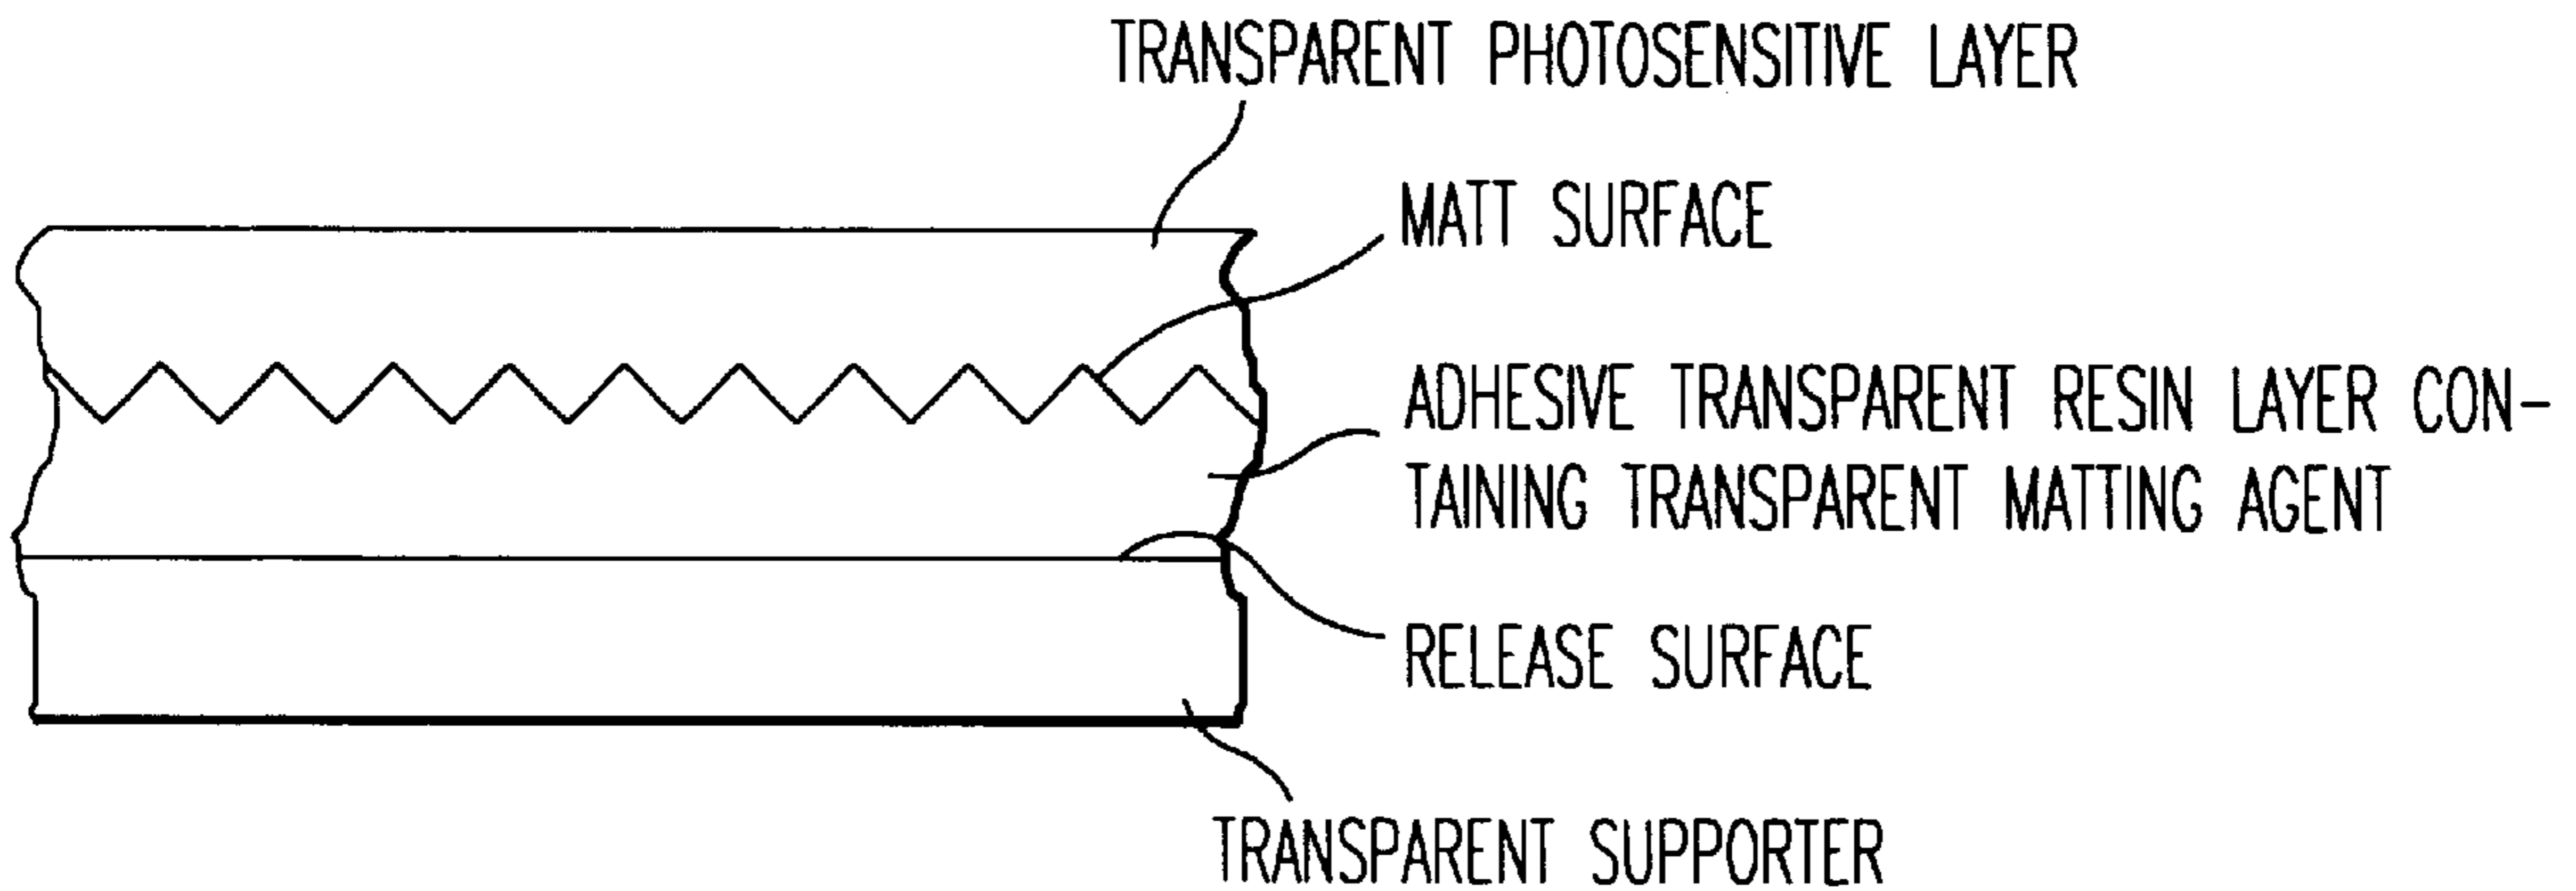 TRANSPARENT PHOTOSENSITIVE LAYER
MATT SURFACE
ADHESIVE TRANSPARENT RESIN LAYER CON-
TAINING TRANSPARENT MATTING AGENT
RELEASE SURFACE
TRANSPARENT SUPPORTER